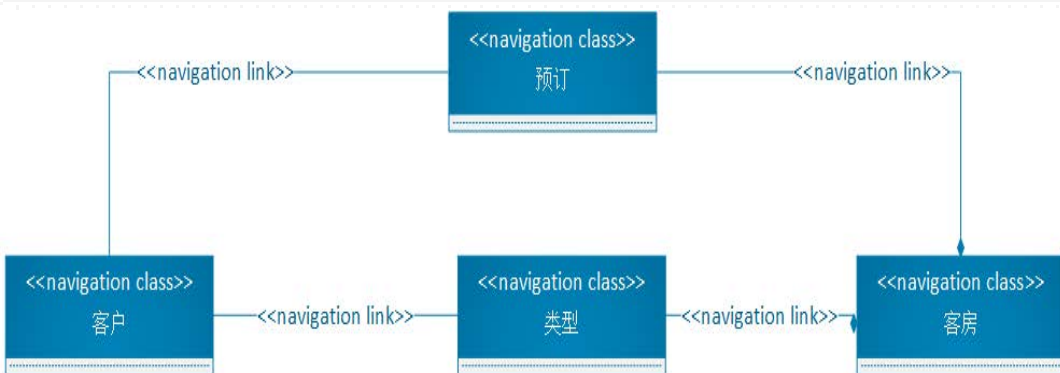 <<navigation class>>
预订
<<navigation link>>
<<navigation link>>
<<navigation class>>
客户
<<navigation link>>
<<navigation class>>
类型
<<navigation link>>
<<navigation class>>
客房